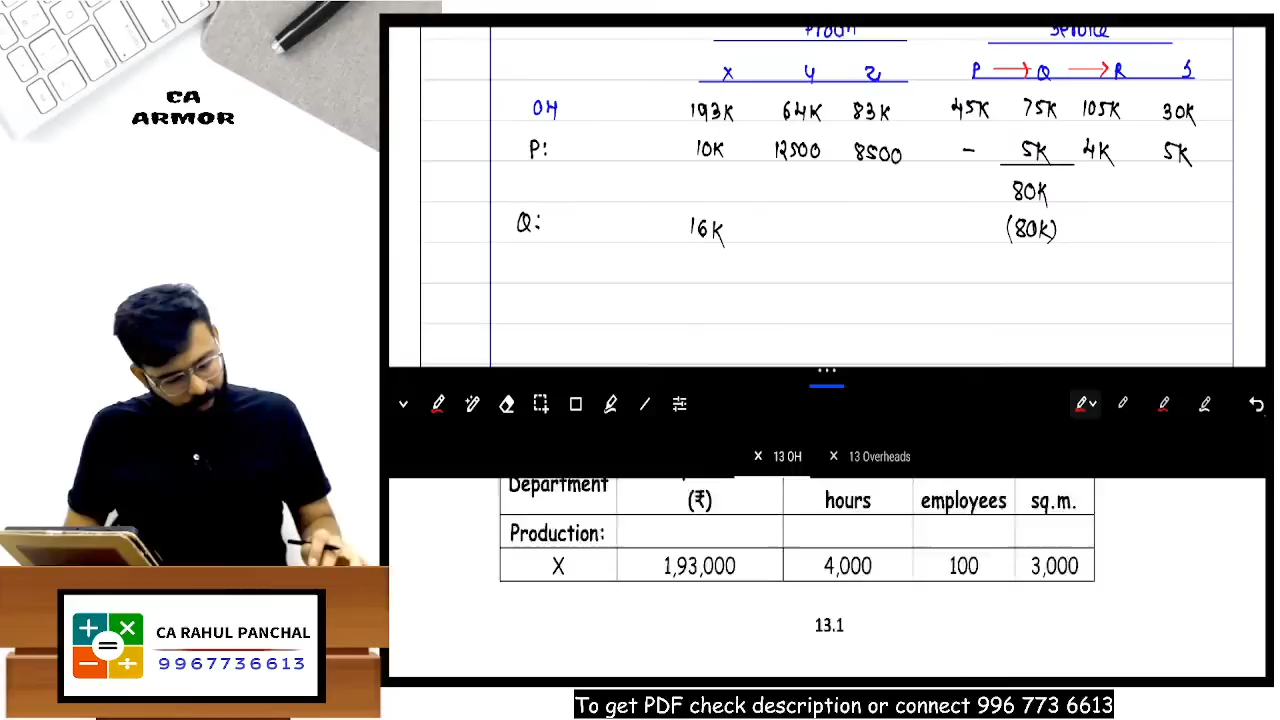 CA
ARMOR
Prodn Service
X Y Z P → Q → R S
OH 193K 64K 83K 45K 75K 105K 30K
P: 10K 12500 8500 - 5K 4K 5K
80K
Q: 16K (80K)
13 OH 13 Overheads
Department (₹) hours employees sq.m.
Production:
X 1,93,000 4,000 100 3,000
13.1
CA RAHUL PANCHAL
9967736613
To get PDF check description or connect 996 773 6613